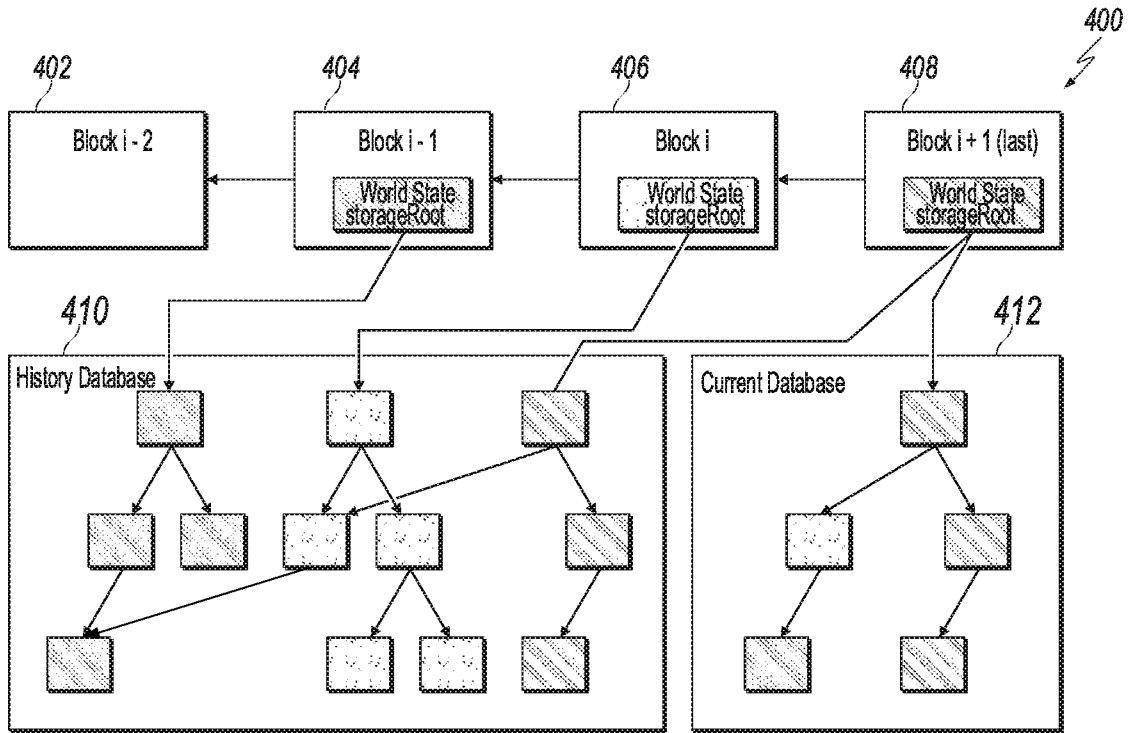 400
402
404
406
408
Block i - 2
Block i - 1
Block i
Block i + 1 (last)
World State
storageRoot
World State
storageRoot
World State
storageRoot
410
412
History Database
Current Database